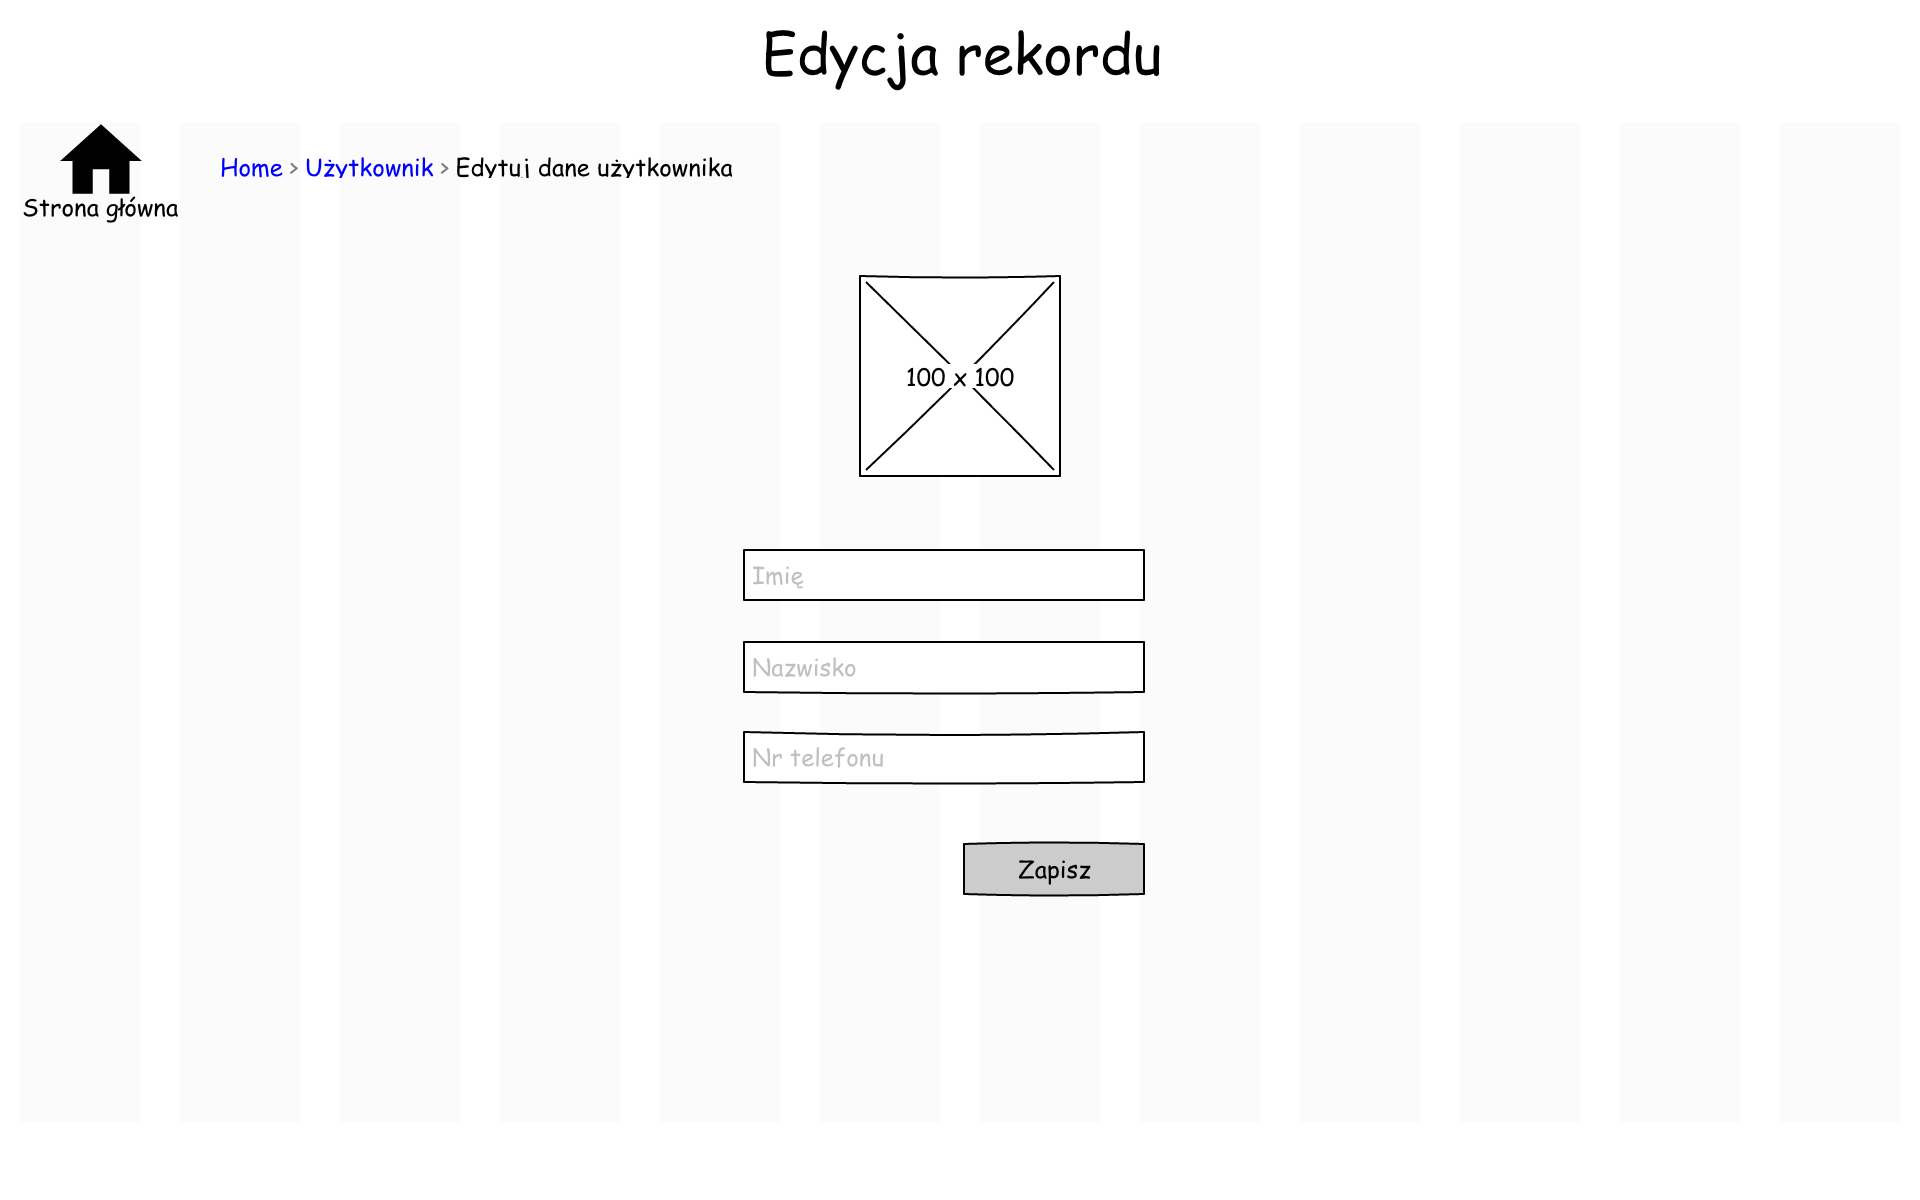 Edycja rekordu
Home > Użytkownik > Edytuj dane użytkownika
Strona główna
100 x 100
Imię
Nazwisko
Nr telefonu
Zapisz